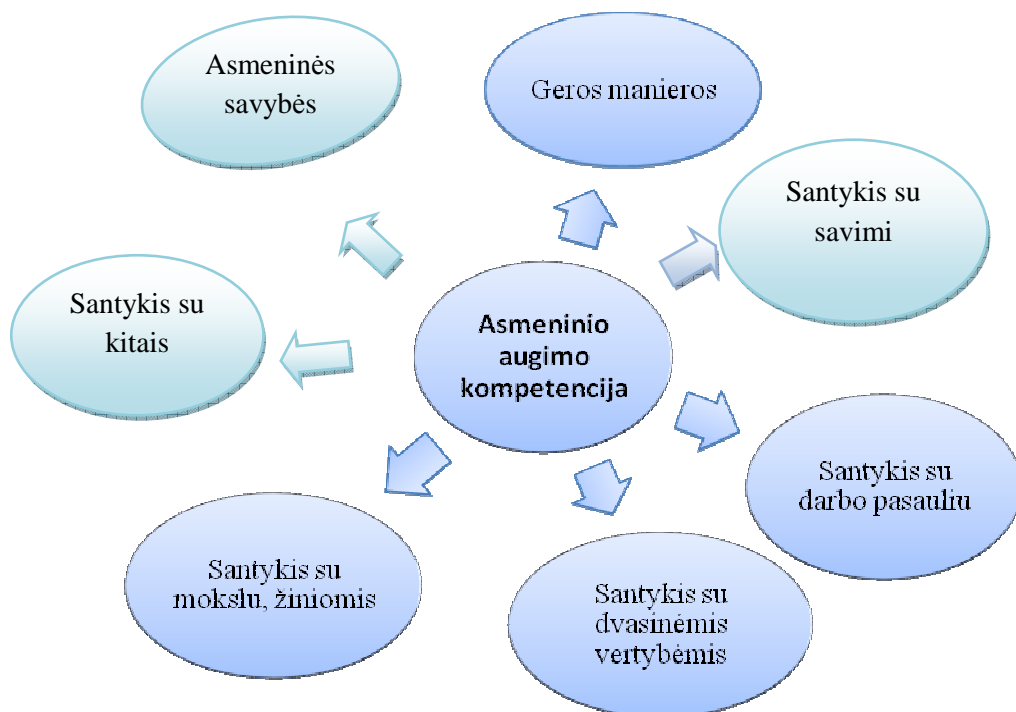 Asmeninės
savybės
Geros manieros
Santykis su
savimi
Santykis su
kitais
Asmeninio
augimo
kompetencija
Santykis su
darbo pasauliu
Santykis su
mokslu, žiniomis
Santykis su
dvasinėmis
vertybėmis